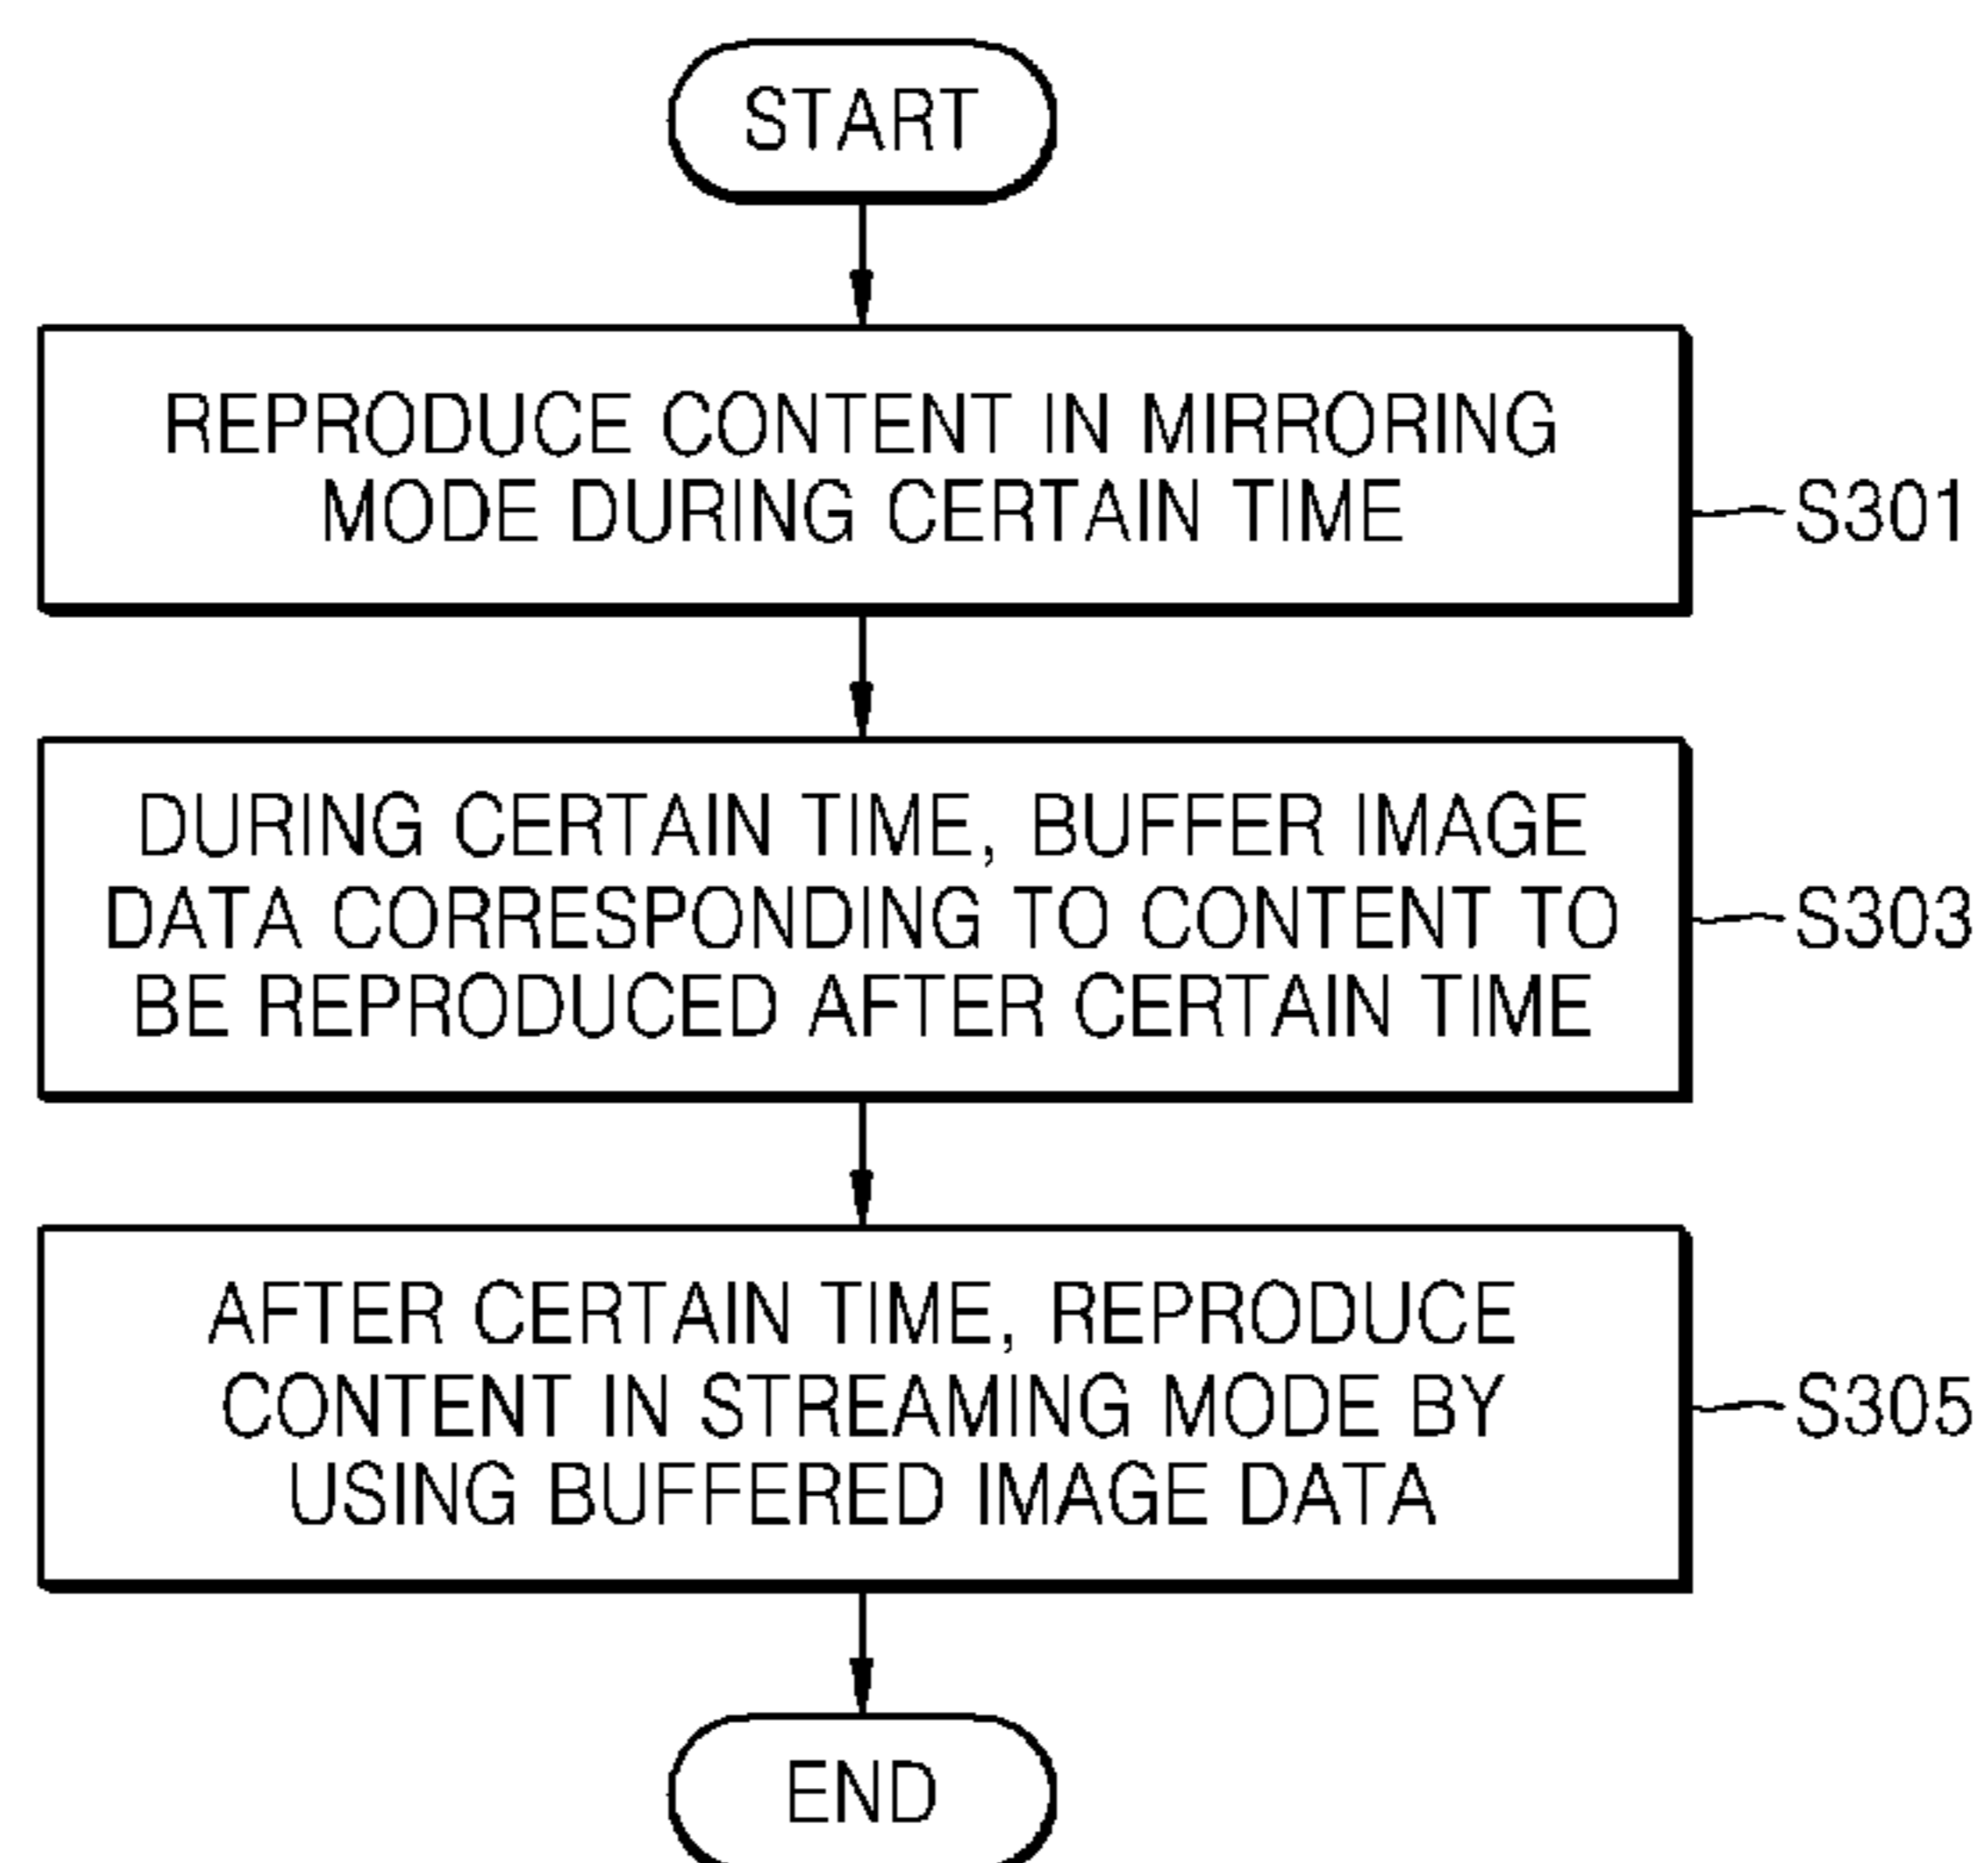 START
REPRODUCE CONTENT IN MIRRORING
MODE DURING CERTAIN TIME
S301
DURING CERTAIN TIME, BUFFER IMAGE
DATA CORRESPONDING TO CONTENT TO
BE REPRODUCED AFTER CERTAIN TIME
S303
AFTER CERTAIN TIME, REPRODUCE
CONTENT IN STREAMING MODE BY
USING BUFFERED IMAGE DATA
S305
END